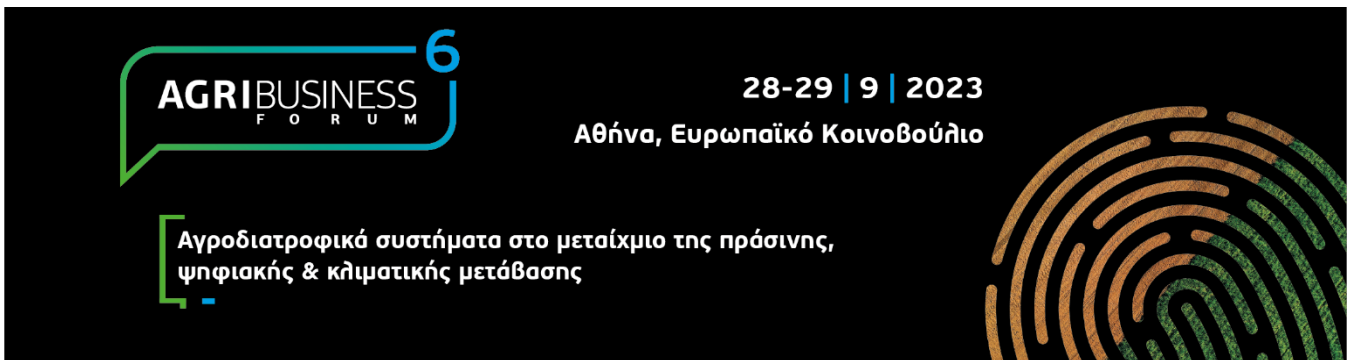 6
AGRIBUSINESS
FORUM
28-29 | 9 | 2023
Αθήνα, Ευρωπαϊκό Κοινοβούλιο
Αγροδιατροφικά συστήματα στο μεταίχμιο της πράσινης,
ψηφιακής & κλιματικής μετάβασης